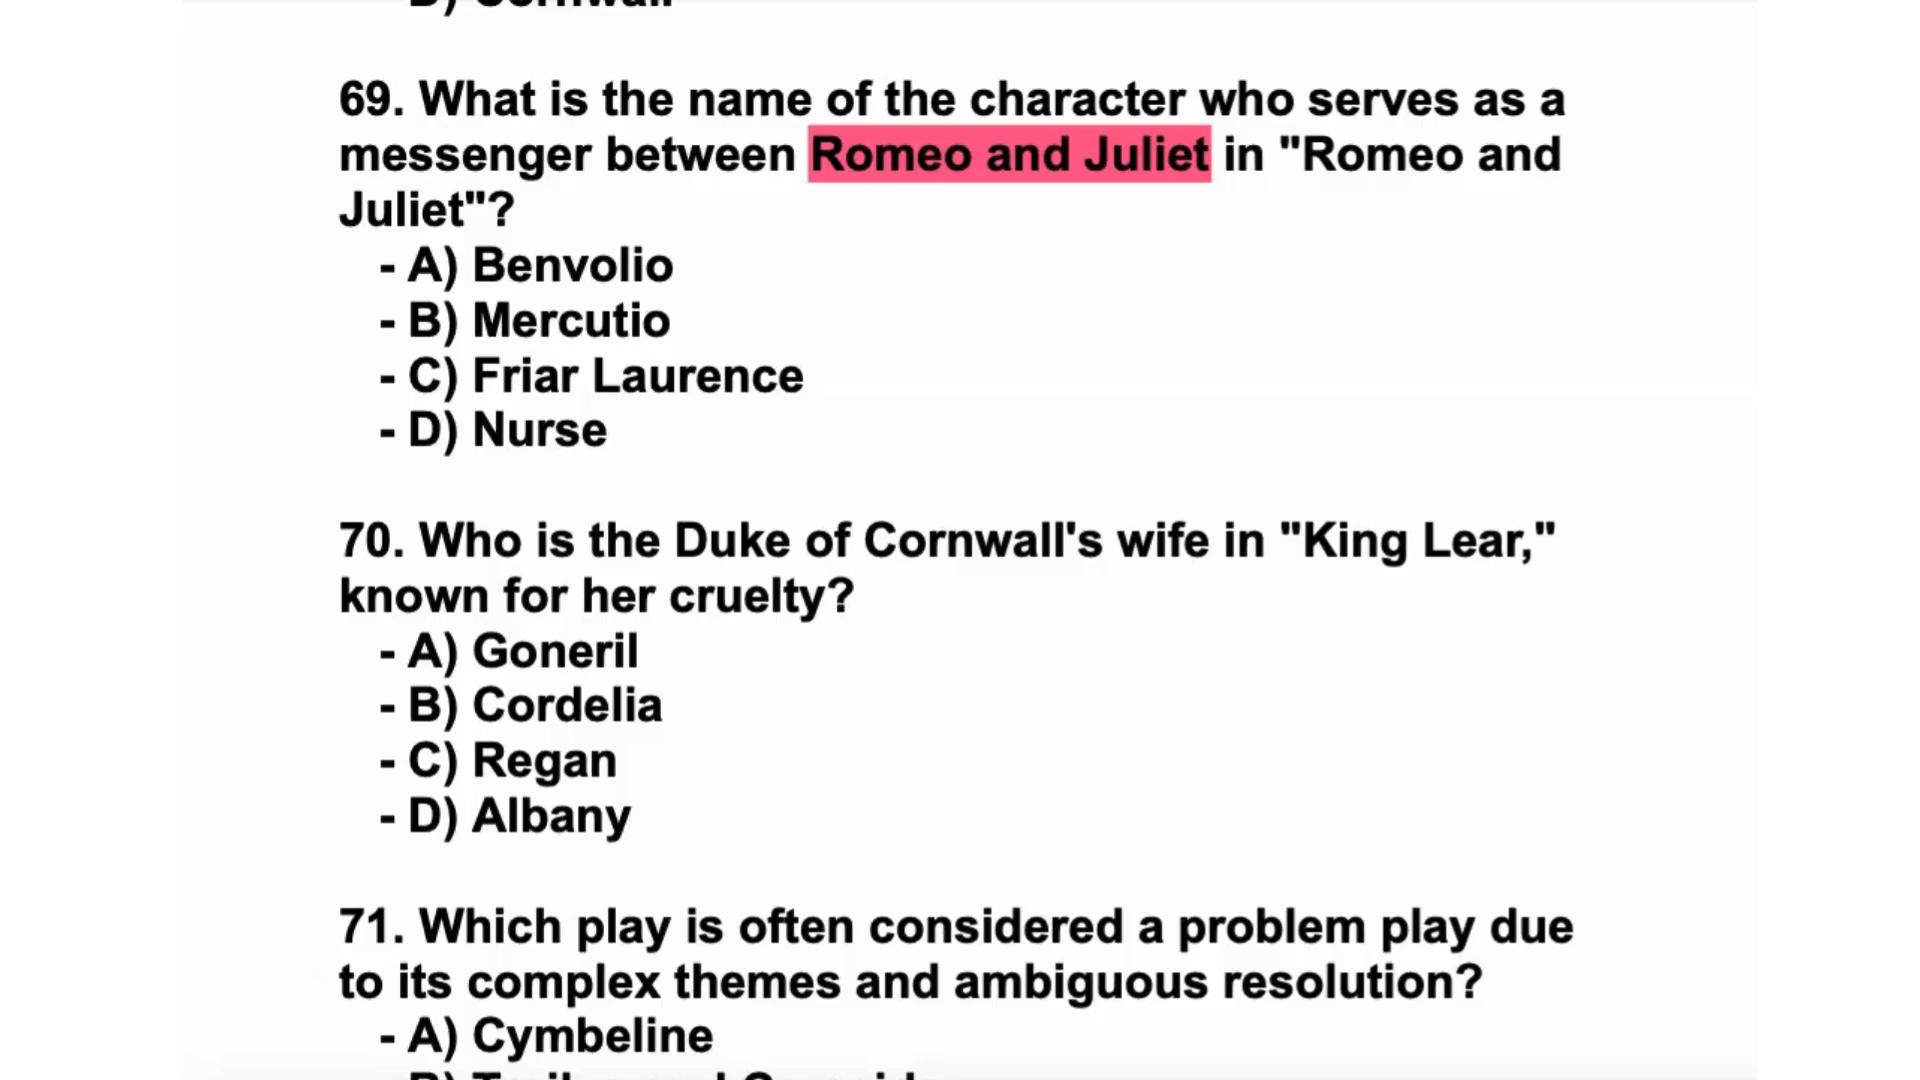 D) Cornwall
69. What is the name of the character who serves as a
messenger between Romeo and Juliet in "Romeo and
Juliet"?
- A) Benvolio
- B) Mercutio
- C) Friar Laurence
- D) Nurse
70. Who is the Duke of Cornwall's wife in "King Lear,"
known for her cruelty?
- A) Goneril
- B) Cordelia
- C) Regan
- D) Albany
71. Which play is often considered a problem play due
to its complex themes and ambiguous resolution?
- A) Cymbeline